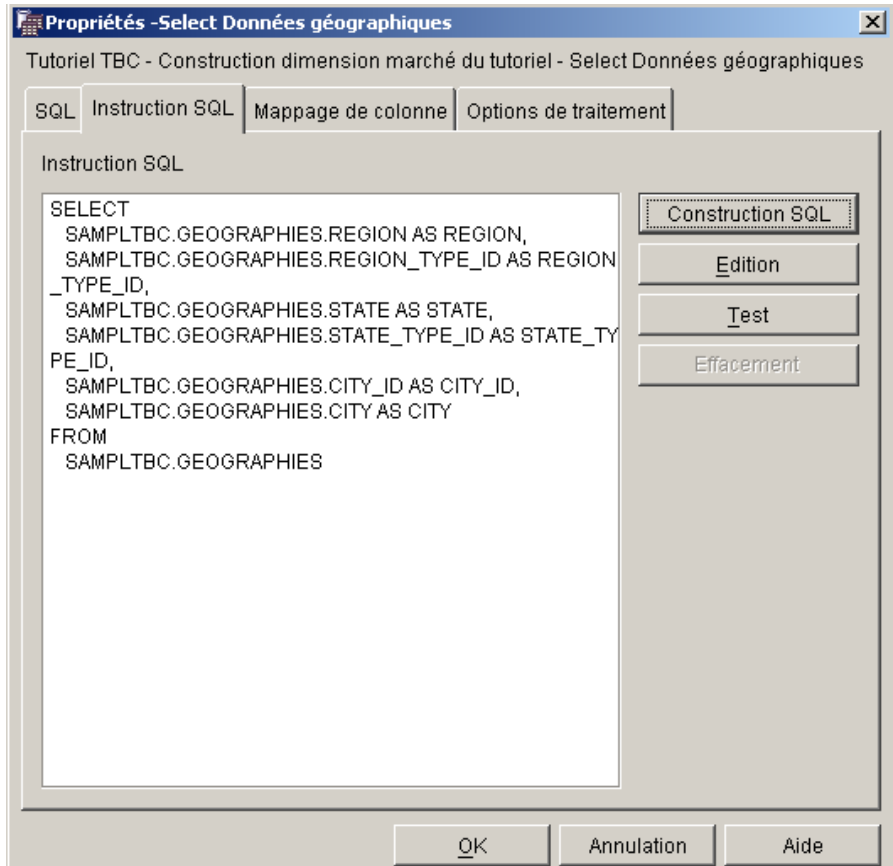 Propriétés -Select Données géographiques
Tutoriel TBC - Construction dimension marché du tutoriel - Select Données géographiques
SQL Instruction SQL Mappage de colonne Options de traitement
Instruction SQL
SELECT
SAMPLTBC.GEOGRAPHIES.REGION AS REGION,
SAMPLTBC.GEOGRAPHIES.REGION_TYPE_ID AS REGION
_TYPE_ID,
SAMPLTBC.GEOGRAPHIES.STATE AS STATE,
SAMPLTBC.GEOGRAPHIES.STATE_TYPE_ID AS STATE_TY
PE_ID,
SAMPLTBC.GEOGRAPHIES.CITY_ID AS CITY_ID,
SAMPLTBC.GEOGRAPHIES.CITY AS CITY
FROM
SAMPLTBC.GEOGRAPHIES
Construction SQL
Edition
Test
Effacement
OK Annulation Aide